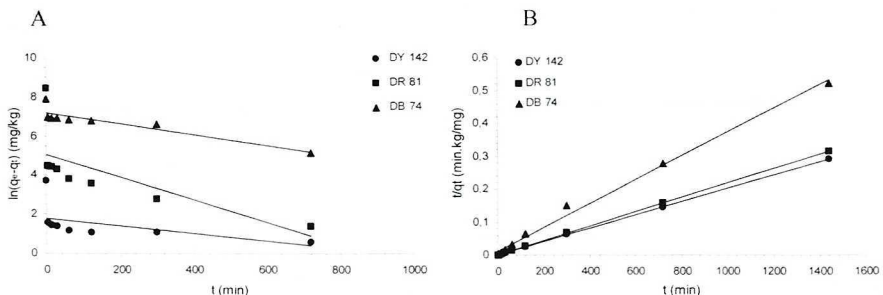 A
ln(qe-qt) (mg/kg)
10
8
6
4
2
0
0
200
400
600
800
1000
t (min)
DY 142
DR 81
DB 74
B
t/qt (min.kg/mg)
0,6
0,5
0,4
0,3
0,2
0,1
0
0
200
400
600
800
1000
1200
1400
1600
t (min)
DY 142
DR 81
DB 74